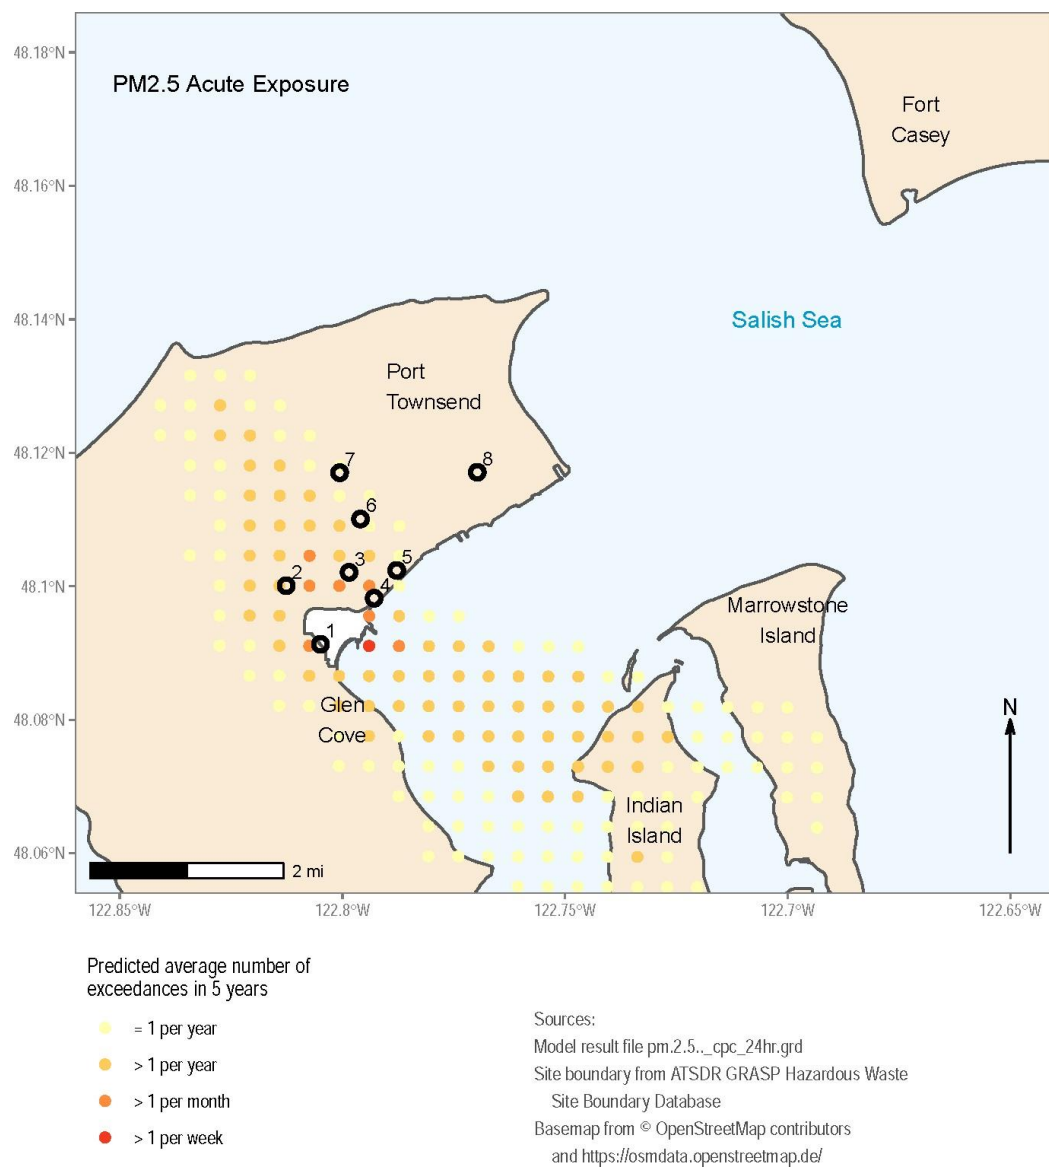 48.18°N
PM2.5 Acute Exposure
Fort
Casey
48.16°N
48.14°N
Salish Sea
Port
Townsend
48.12°N
7
8
6
5
3
2
4
48.1°N
1
Marrowstone
Island
N
48.08°N
Glen
Cove
Indian
Island
48.06°N
2 mi
122.85°W
122.8°W
122.75°W
122.7°W
122.65°W
Predicted average number of
exceedances in 5 years
= 1 per year
> 1 per year
> 1 per month
> 1 per week
Sources:
Model result file pm.2.5.._cpc_24hr.grd
Site boundary from ATSDR GRASP Hazardous Waste
Site Boundary Database
Basemap from © OpenStreetMap contributors
and https://osmdata.openstreetmap.de/